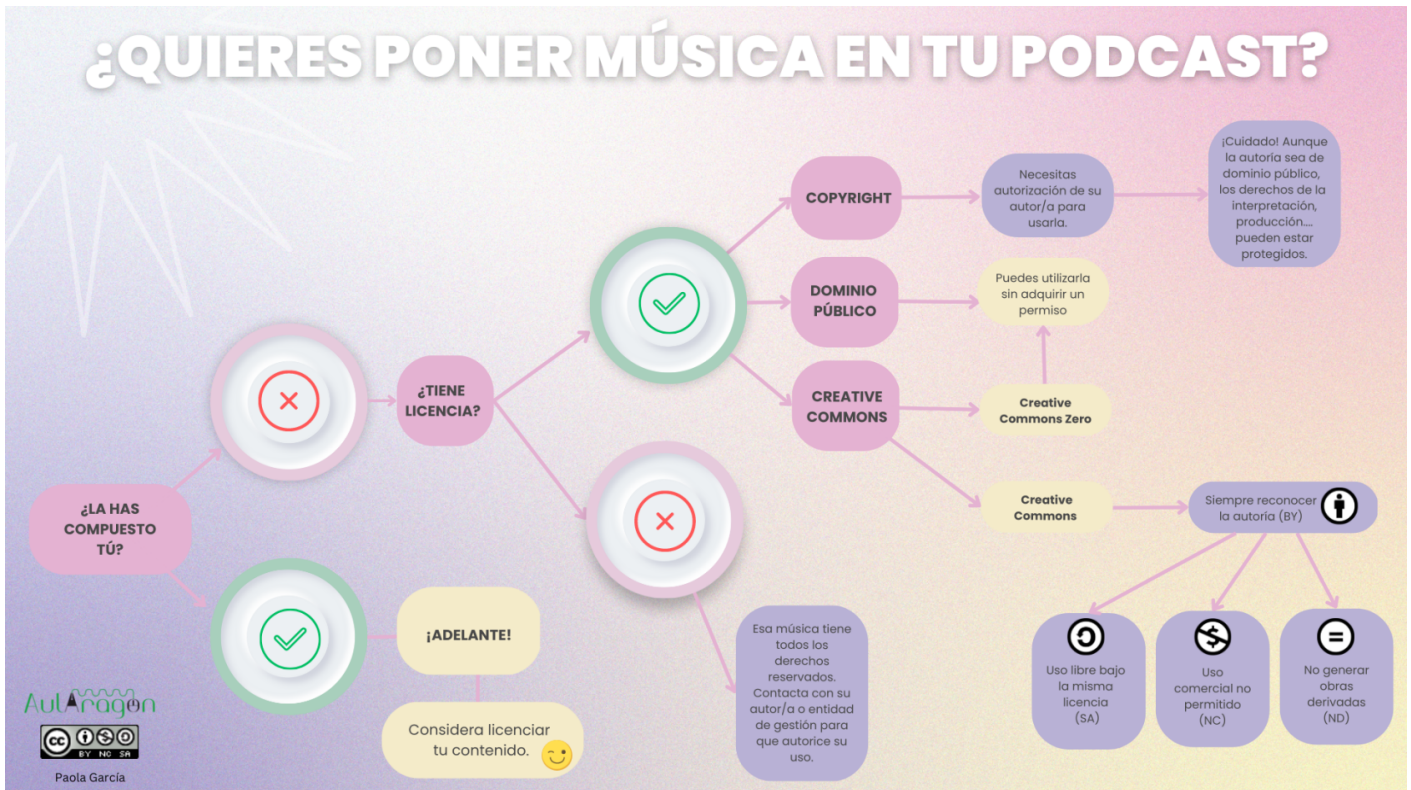 ¿QUIERES PONER MÚSICA EN TU PODCAST?
¿LA HAS
COMPUESTO
TÚ?
¿TIENE
LICENCIA?
¡ADELANTE!
Considera licenciar
tu contenido.
COPYRIGHT
Necesitas
autorización de su
autor/a para
usarla.
¡Cuidado! Aunque
la autoría sea de
dominio público,
los derechos de la
interpretación,
producción....
pueden estar
protegidos.
DOMINIO
PÚBLICO
Puedes utilizarla
sin adquirir un
permiso
CREATIVE
COMMONS
Creative
Commons Zero
Creative
Commons
Siempre reconocer
la autoría (BY)
Uso libre bajo
la misma
licencia
(SA)
Uso
comercial no
permitido
(NC)
No generar
obras
derivadas
(ND)
Esa música tiene
todos los
derechos
reservados.
Contacta con su
autor/a o entidad
de gestión para
que autorice su
uso.
AulAragón
cc
BY NC SA
Paola García